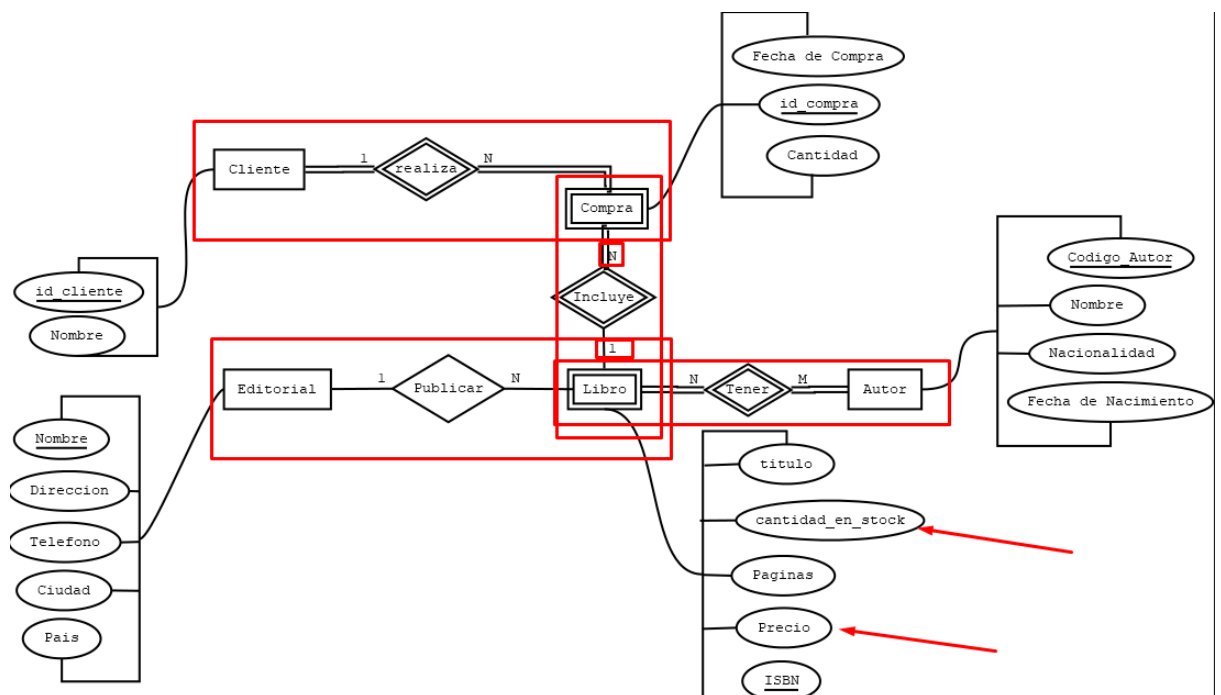 Fecha de Compra
id_compra
Cantidad
Cliente
1
realiza
N
Compra
N
Incluye
1
id_cliente
Nombre
Editorial
1
Publicar
N
Libro
N
Tener
M
Autor
Codigo_Autor
Nombre
Nacionalidad
Fecha de Nacimiento
Nombre
Direccion
Telefono
Ciudad
Pais
titulo
cantidad_en_stock
Paginas
Precio
ISBN